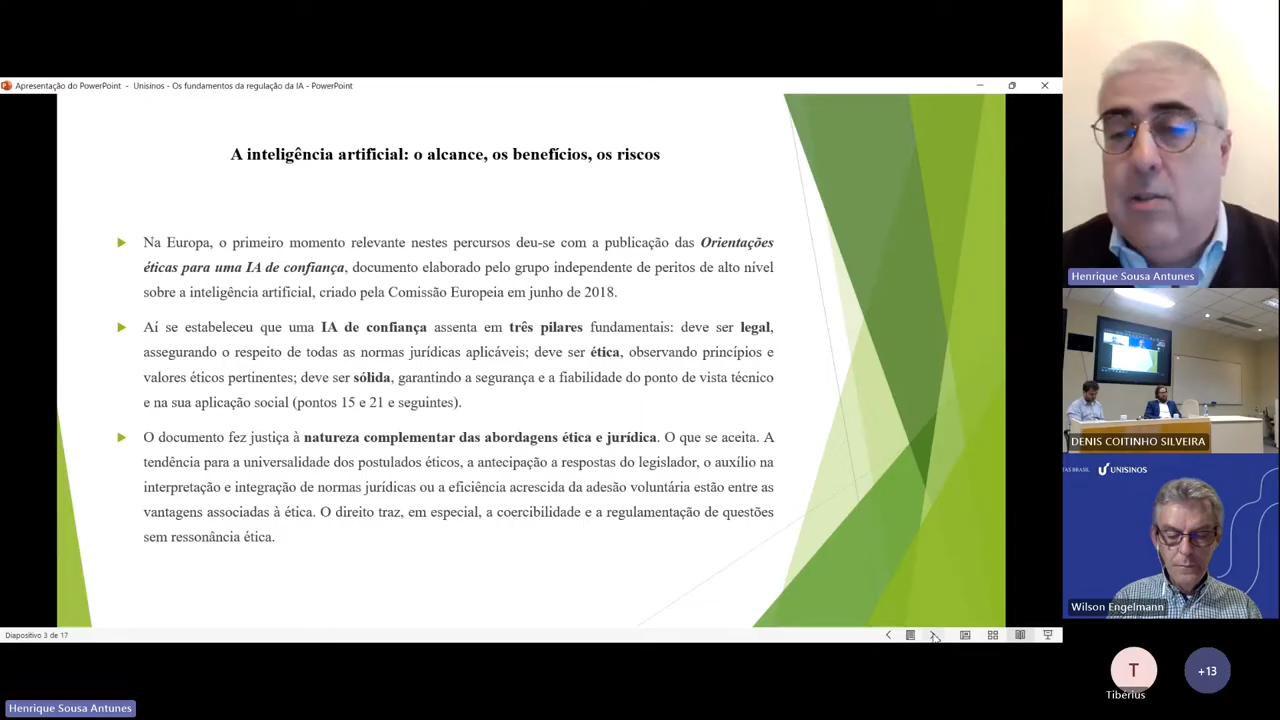 Apresentação do PowerPoint - Unisinos - Os fundamentos da regulação da IA - PowerPoint
A inteligência artificial: o alcance, os benefícios, os riscos
Na Europa, o primeiro momento relevante nestes percursos deu-se com a publicação das Orientações
éticas para uma IA de confiança, documento elaborado pelo grupo independente de peritos de alto nível
sobre a inteligência artificial, criado pela Comissão Europeia em junho de 2018.
Aí se estabeleceu que uma IA de confiança assenta em três pilares fundamentais: deve ser legal,
assegurando o respeito de todas as normas jurídicas aplicáveis; deve ser ética, observando princípios e
valores éticos pertinentes; deve ser sólida, garantindo a segurança e a fiabilidade do ponto de vista técnico
e na sua aplicação social (pontos 15 e 21 e seguintes).
O documento fez justiça à natureza complementar das abordagens ética e jurídica. O que se aceita. A
tendência para a universalidade dos postulados éticos, a antecipação a respostas do legislador, o auxílio na
interpretação e integração de normas jurídicas ou a eficiência acrescida da adesão voluntária estão entre as
vantagens associadas à ética. O direito traz, em especial, a coercibilidade e a regulamentação de questões
sem ressonância ética.
Diapositivo 3 de 17
Henrique Sousa Antunes
Henrique Sousa Antunes
DENIS COITINHO SILVEIRA
TAS BRASIL UNISINOS
Wilson Engelmann
T
Tibérius
+13